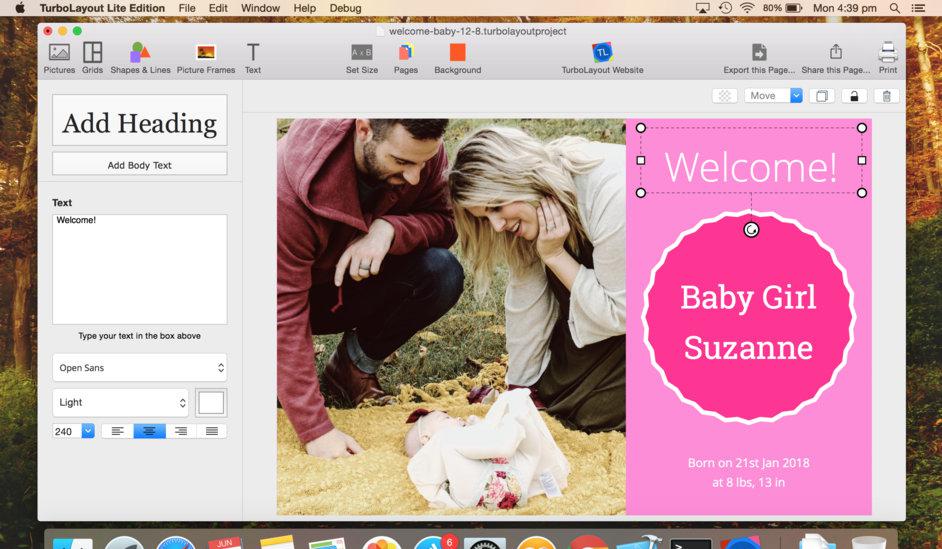 TurboLayout Lite Edition File Edit Window Help Debug 80% Mon 4:39 pm
welcome-baby-12-8.turbolayoutproject
Pictures Grids Shapes & Lines Picture Frames Text Set Size Pages Background TurboLayout Website Export this Page... Share this Page... Print
A x B
TL
T
Move
Add Heading
Add Body Text
Text
Welcome!
Type your text in the box above
Open Sans
Light
240
Welcome!
Baby Girl
Suzanne
Born on 21st Jan 2018
at 8 lbs, 13 in
JUN
6